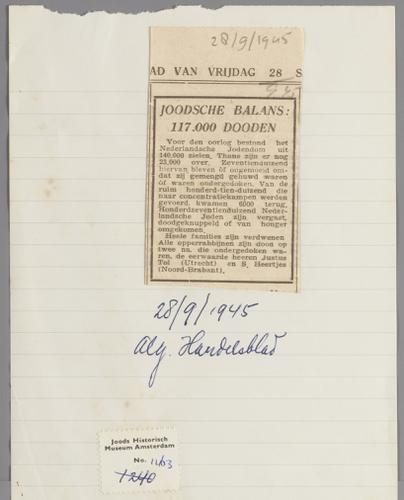 28/9/1945
AD VAN VRIJDAG 28 S
JOODSCHE BALANS:
117.000 DOODEN
Voor den oorlog bestond het
Nederlandsche Jodendom uit
140.000 zielen. Thans zijn er nog
23,000 over. Zeventienduizend
hiervan bleven òf ongemoeid om-
dat zij gemengd gehuwd waren
òf waren ondergedoken. Van de
ruim honderd-tien-duizend die
naar concentratiekampen werden
gevoerd kwamen 6000 terug.
Honderdzeventienduizend Neder-
landsche Joden zijn vergast,
doodgeknuppeld of van honger
omgekomen.
Heele families zijn verdwenen
Alle opperrabbijnen zijn dood op
twee na, die ondergedoken wa-
ren, de eerwaarde heeren Justus
Tal (Utrecht) en S. Heertjes
(Noord-Brabant).
28/9/1945
Alg. Handelsblad
Joods Historisch
Museum Amsterdam
No.
1240